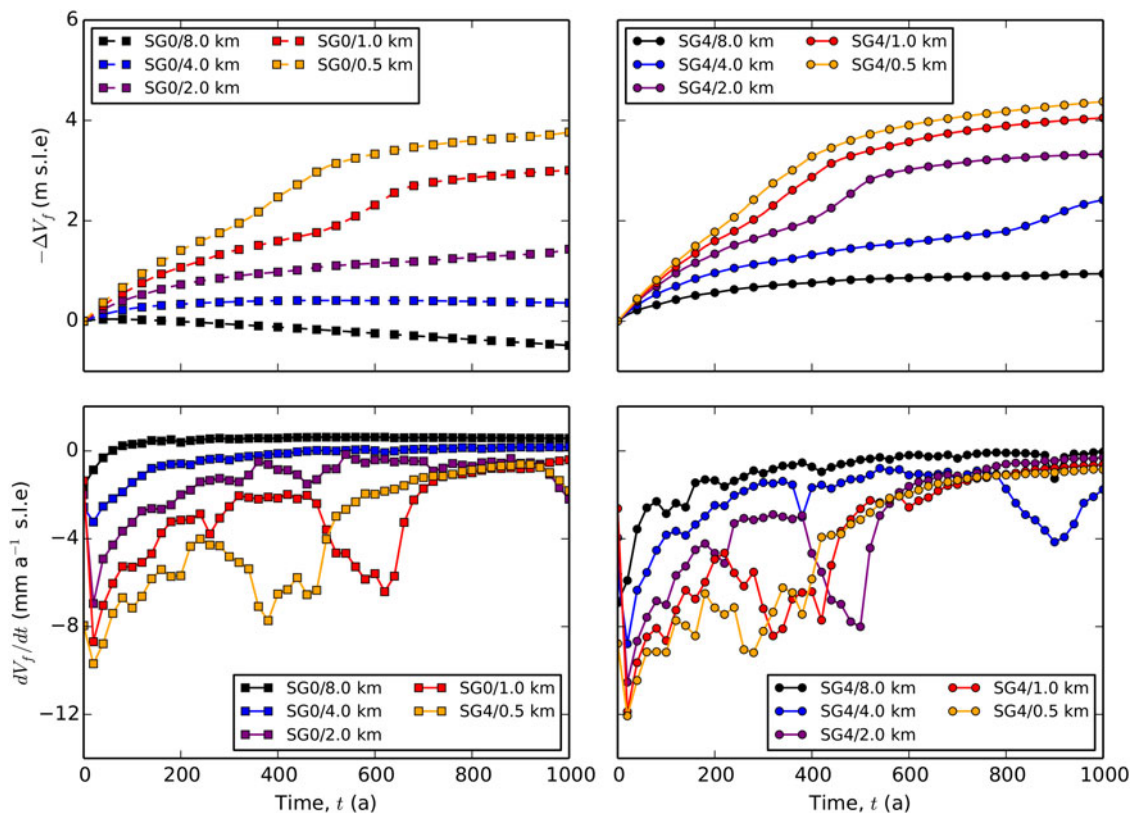 6
4
2
0
−ΔV_f (m s.l.e)
SG0/8.0 km
SG0/4.0 km
SG0/2.0 km
SG0/1.0 km
SG0/0.5 km
SG4/8.0 km
SG4/4.0 km
SG4/2.0 km
SG4/1.0 km
SG4/0.5 km
0
−4
−8
−12
dV_f/dt (mm a⁻¹ s.l.e)
SG0/8.0 km
SG0/4.0 km
SG0/2.0 km
SG0/1.0 km
SG4/0.5 km
0 200 400 600 800 1000
Time, t (a)
SG4/8.0 km
SG4/4.0 km
SG4/2.0 km
SG4/1.0 km
SG4/0.5 km
0 200 400 600 800 1000
Time, t (a)